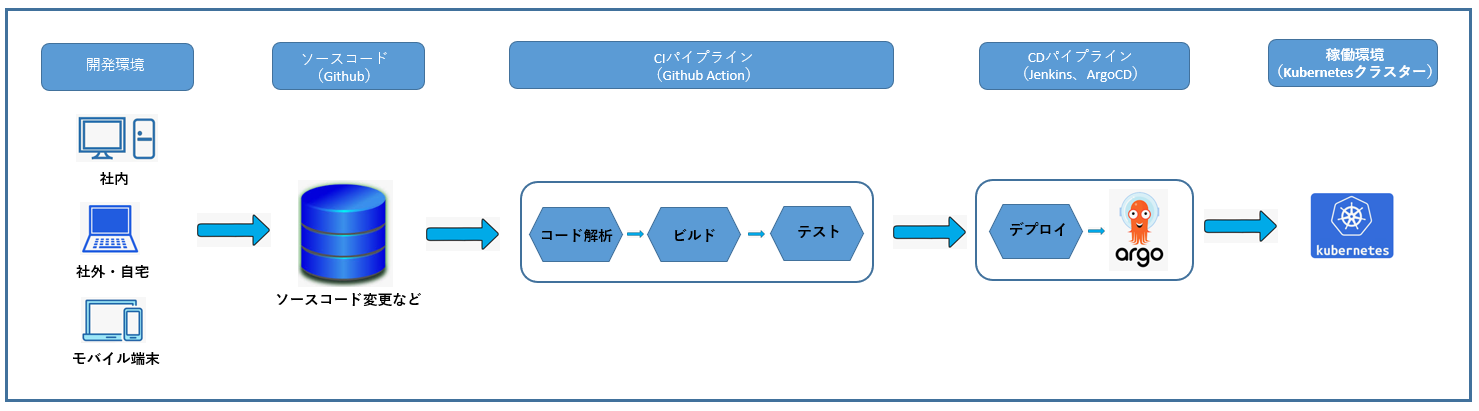 開発環境
ソースコード
（Github）
CIパイプライン
（Github Action）
CDパイプライン
（Jenkins、ArgoCD）
稼働環境
（Kubernetesクラスター）
社内
社外・自宅
モバイル端末
ソースコード変更など
コード解析
ビルド
テスト
デプロイ
argo
kubernetes